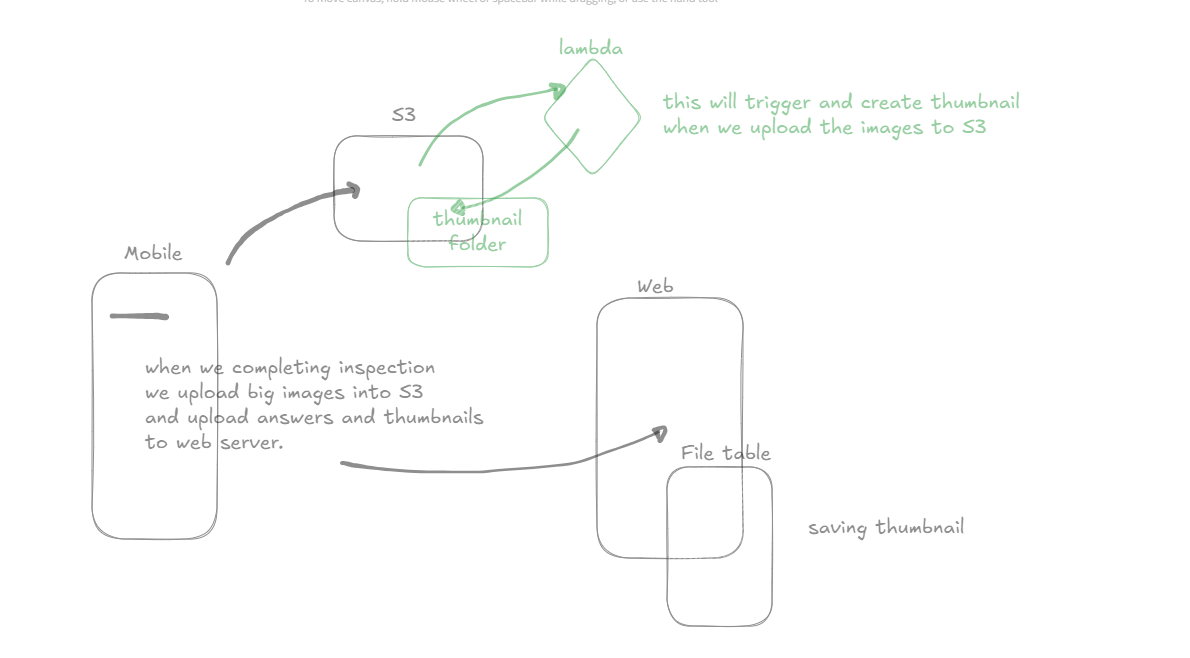 To move canvas, hold mouse wheel or spacebar while dragging, or use the hand tool
lambda
this will trigger and create thumbnail
when we upload the images to S3
S3
thumbnail
folder
Mobile
Web
when we completing inspection
we upload big images into S3
and upload answers and thumbnails
to web server.
File table
saving thumbnail